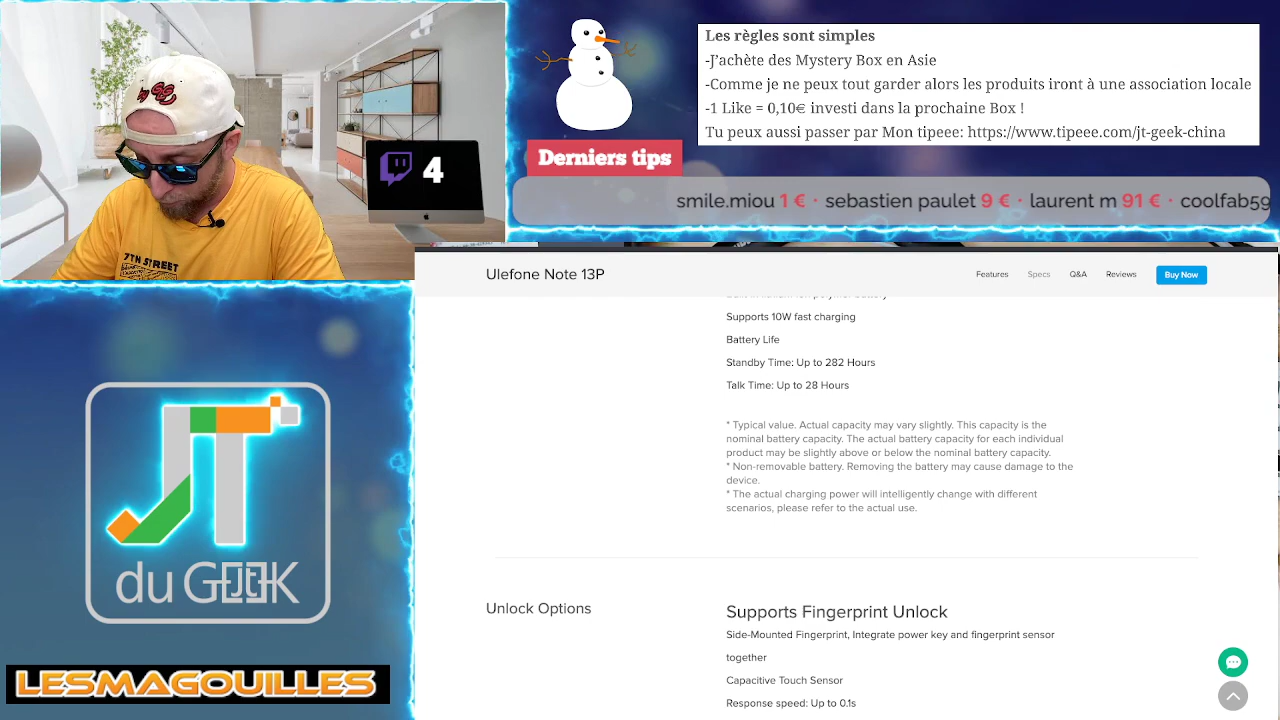 Les règles sont simples
-J’achète des Mystery Box en Asie
-Comme je ne peux tout garder alors les produits iront à une association locale
-1 Like = 0,10€ investi dans la prochaine Box !
Tu peux aussi passer par Mon tipeee: https://www.tipeee.com/jt-geek-china
Derniers tips
smile.miou 1 € · sebastien paulet 9 € · laurent m 91 € · coolfab59
4
7TH STREET
Ulefone Note 13P
Features
Specs
Q&A
Reviews
Buy Now
Supports 10W fast charging
Battery Life
Standby Time: Up to 282 Hours
Talk Time: Up to 28 Hours
* Typical value. Actual capacity may vary slightly. This capacity is the
nominal battery capacity. The actual battery capacity for each individual
product may be slightly above or below the nominal battery capacity.
* Non-removable battery. Removing the battery may cause damage to the
device.
* The actual charging power will intelligently change with different
scenarios, please refer to the actual use.
Unlock Options
Supports Fingerprint Unlock
Side-Mounted Fingerprint, Integrate power key and fingerprint sensor
together
Capacitive Touch Sensor
Response speed: Up to 0.1s
JT
du GEEK
LESMAGOUILLES